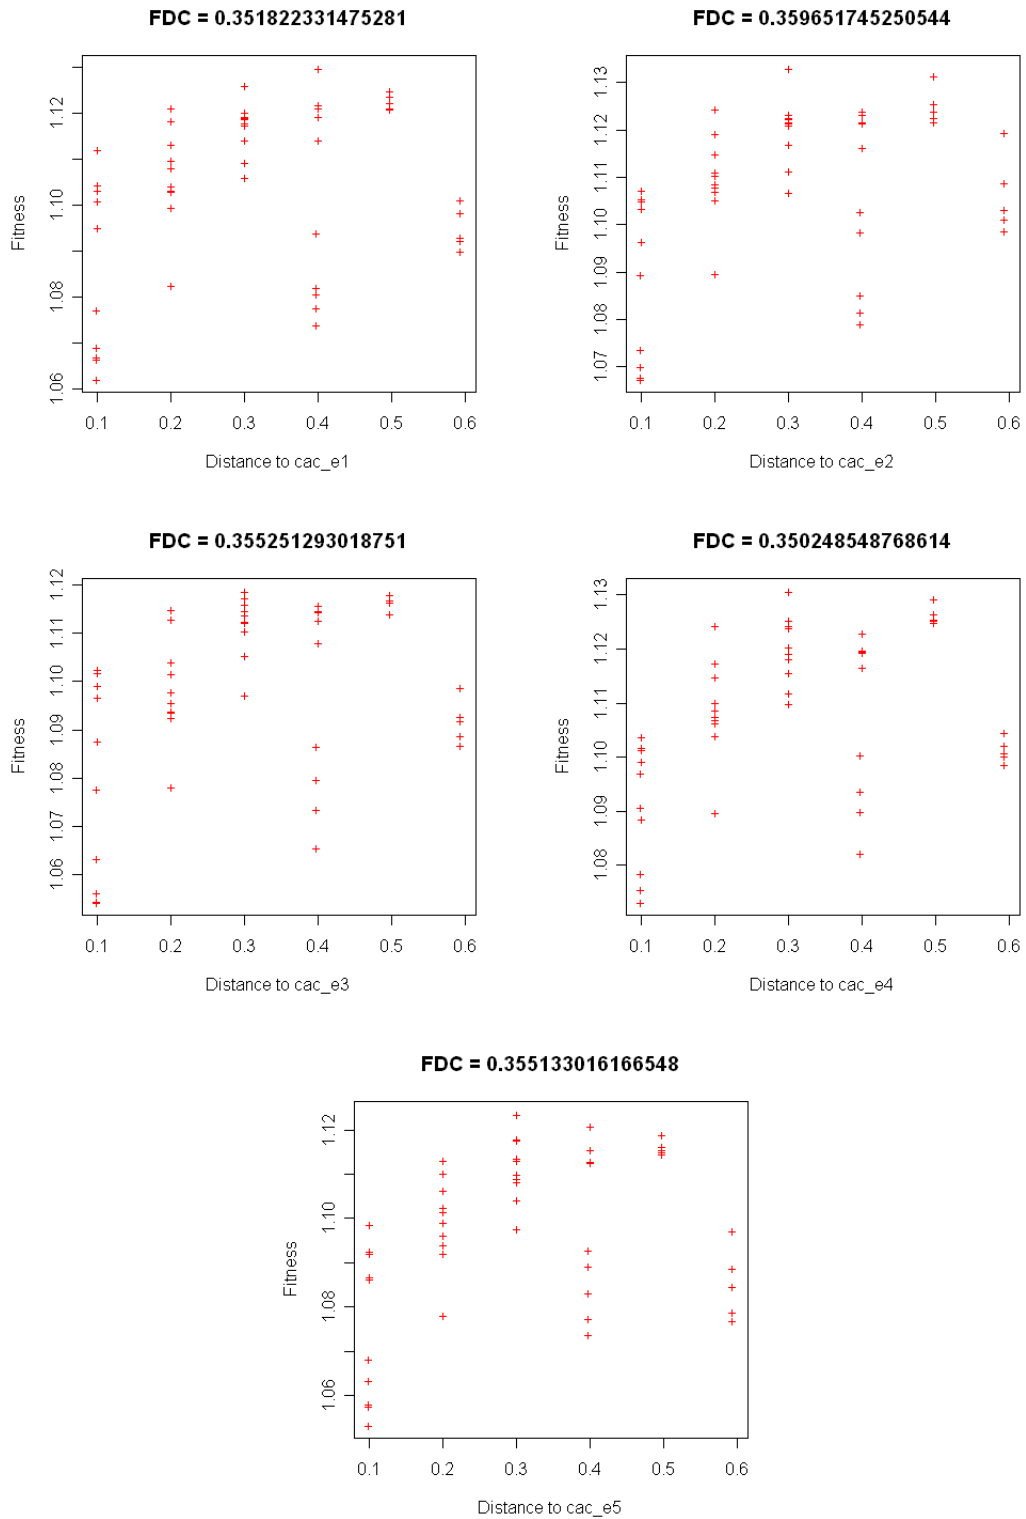 FDC = 0.351822331475281
Fitness
1.06
1.08
1.10
1.12
0.1 0.2 0.3 0.4 0.5 0.6
Distance to cac_e1
FDC = 0.359651745250544
Fitness
1.07
1.08
1.09
1.10
1.11
1.12
1.13
0.1 0.2 0.3 0.4 0.5 0.6
Distance to cac_e2
FDC = 0.355251293018751
Fitness
1.06
1.07
1.08
1.09
1.10
1.11
1.12
0.1 0.2 0.3 0.4 0.5 0.6
Distance to cac_e3
FDC = 0.350248548768614
Fitness
1.08
1.09
1.10
1.11
1.12
1.13
0.1 0.2 0.3 0.4 0.5 0.6
Distance to cac_e4
FDC = 0.355133016166548
Fitness
1.06
1.08
1.10
1.12
0.1 0.2 0.3 0.4 0.5 0.6
Distance to cac_e5